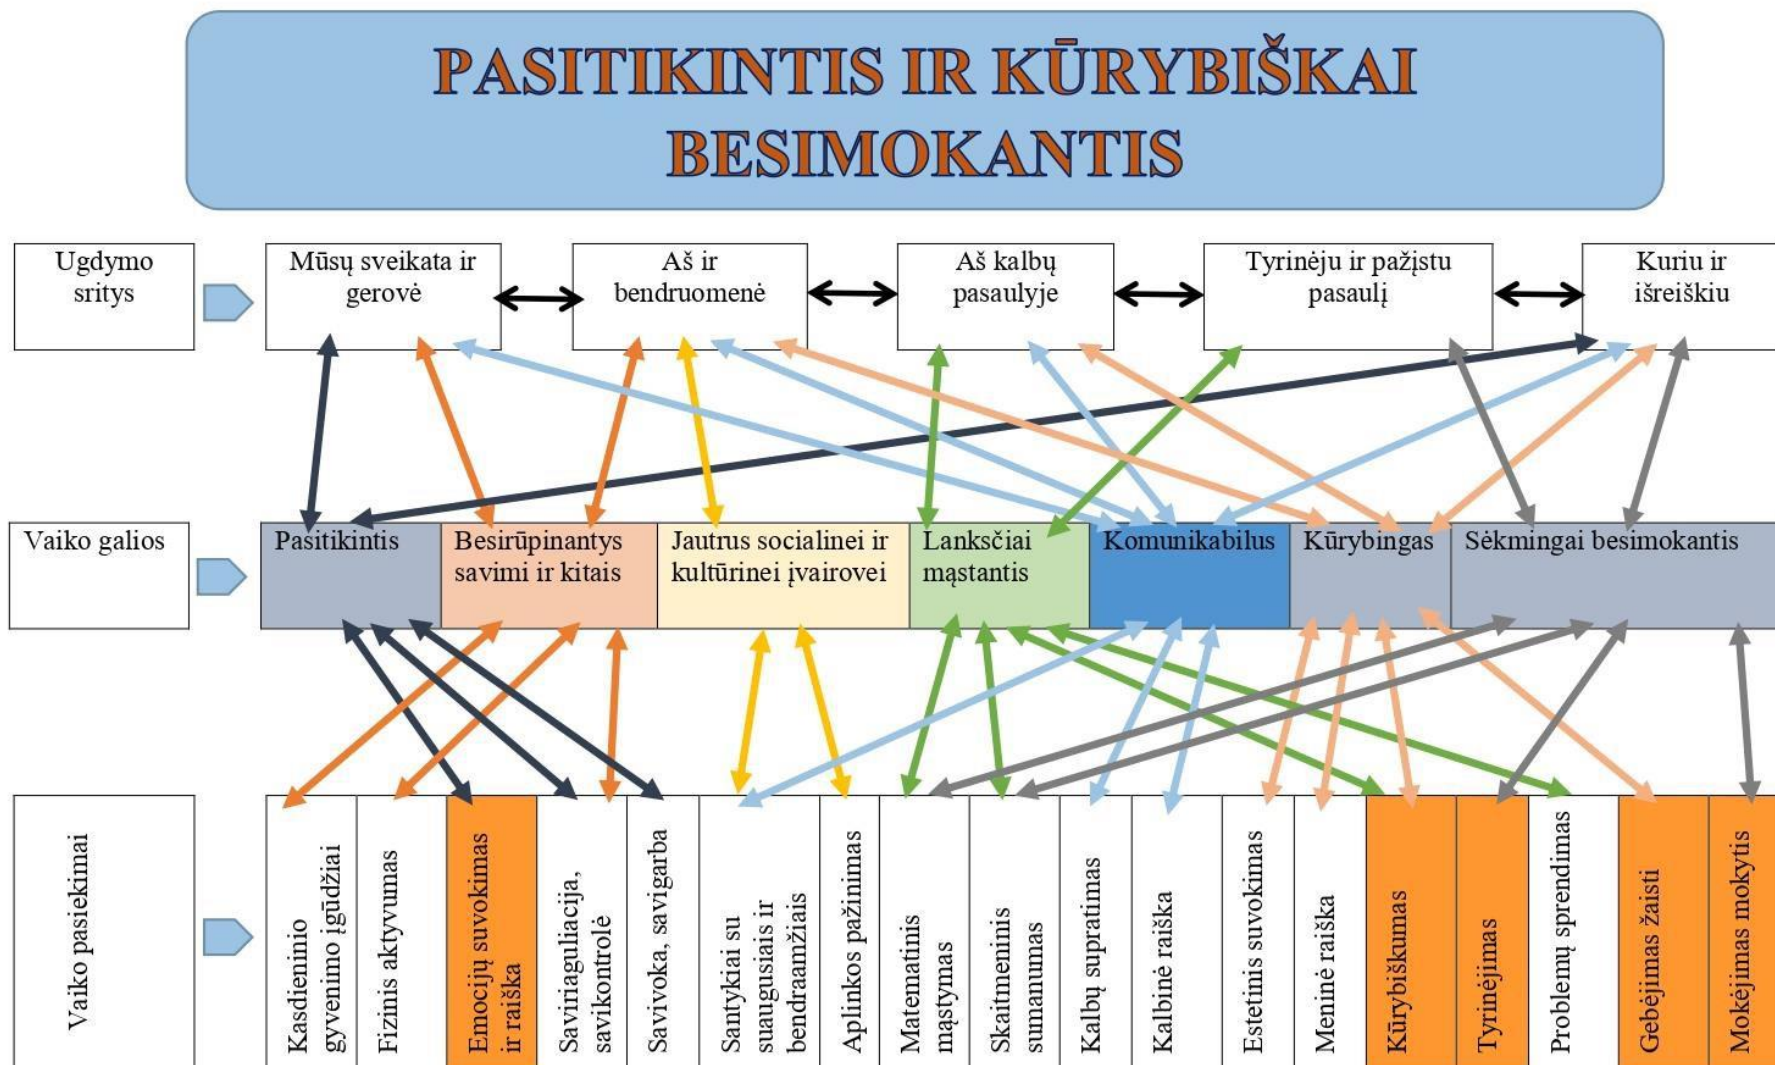 PASITIKINTIS IR KŪRYBIŠKAI
BESIMOKANTIS
Ugdymo
sritys
Mūsų sveikata ir
gerovė
Aš ir
bendruomenė
Aš kalbų
pasaulyje
Tyrinėju ir pažįstu
pasaulį
Kuriu ir
išreiškiu
Vaiko galios
Pasitikintis
Besirūpinantys
savimi ir kitais
Jautrus socialinei ir
kultūrinei įvairovei
Lanksčiai
mąstantis
Komunikabilus
Kūrybingas
Sėkmingai besimokantis
Vaiko pasiekimai
Kasdieninio
gyvenimo įgūdžiai
Fizinis aktyvumas
Emocijų suvokimas
ir raiška
Saviriaguliacija,
savikontrolė
Savivoka, savigarba
Santykiai su
suaugusiais ir
bendraamžiais
Aplinkos pažinimas
Matematinis
mąstymas
Skaitmeninis
sumanumas
Kalbų supratimas
Kalbinė raiška
Estetinis suvokimas
Meninė raiška
Kūrybiškumas
Tyrinėjimas
Problemų sprendimas
Gebėjimas žaisti
Mokėjimas mokytis